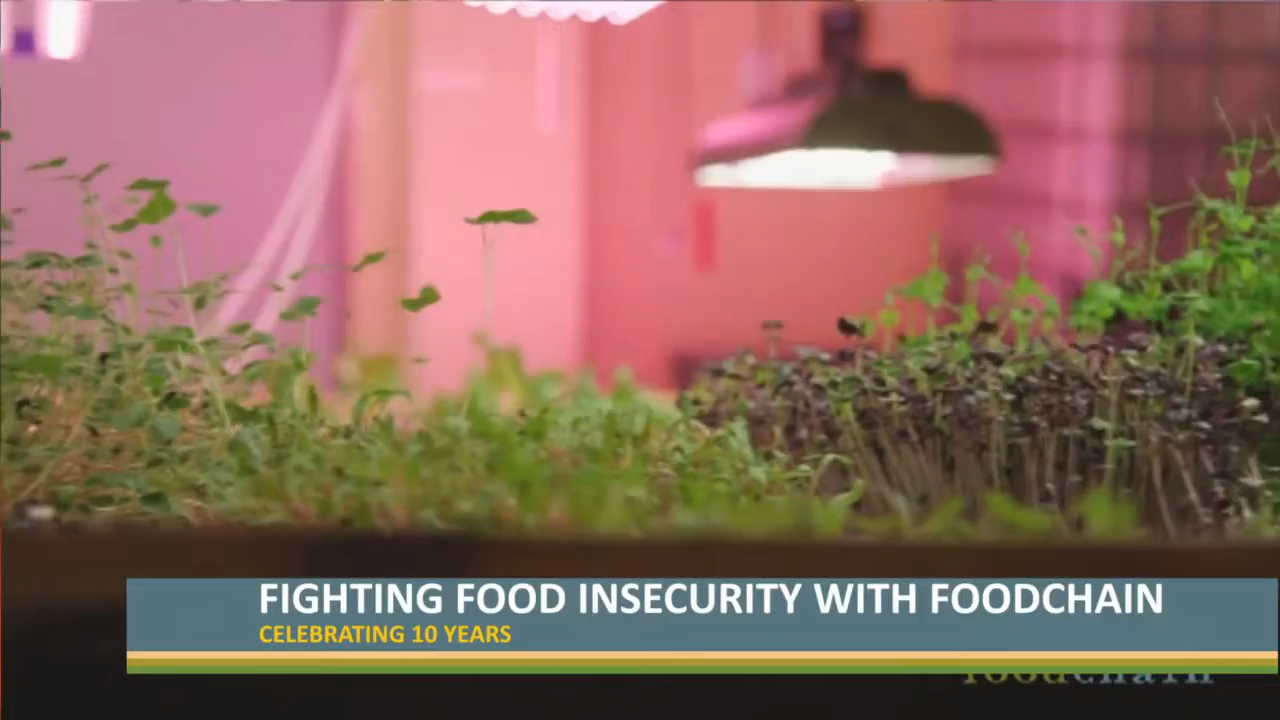 FIGHTING FOOD INSECURITY WITH FOODCHAIN
CELEBRATING 10 YEARS
foodchain